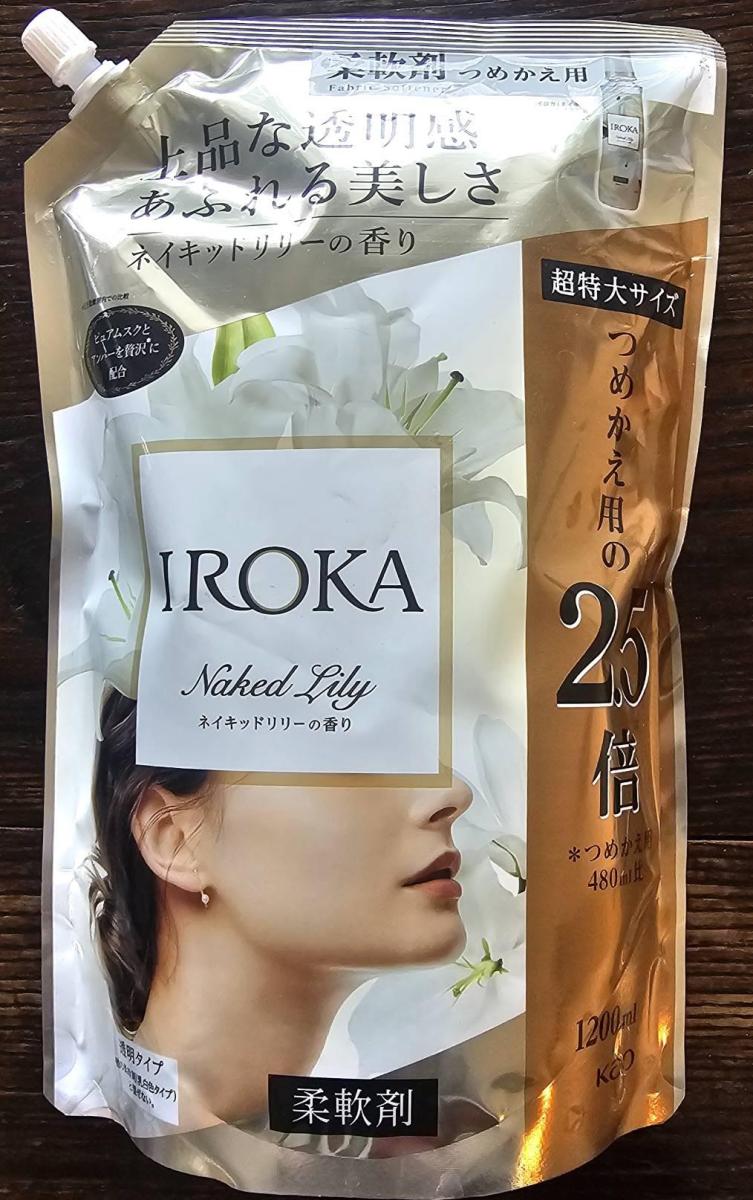 柔軟剤 つめかえ用
Fabric Softener
IROKA
Naked Lily
上品な透明感
あふれる美しさ
ネイキッドリリーの香り
ピュアムスクと
アンバーを贅沢*に
配合
超特大サイズ
つめかえ用の
2.5
倍
*つめかえ用
480ml比
IROKA
Naked Lily
ネイキッドリリーの香り
1200ml
Kao
透明タイプ
柔軟剤